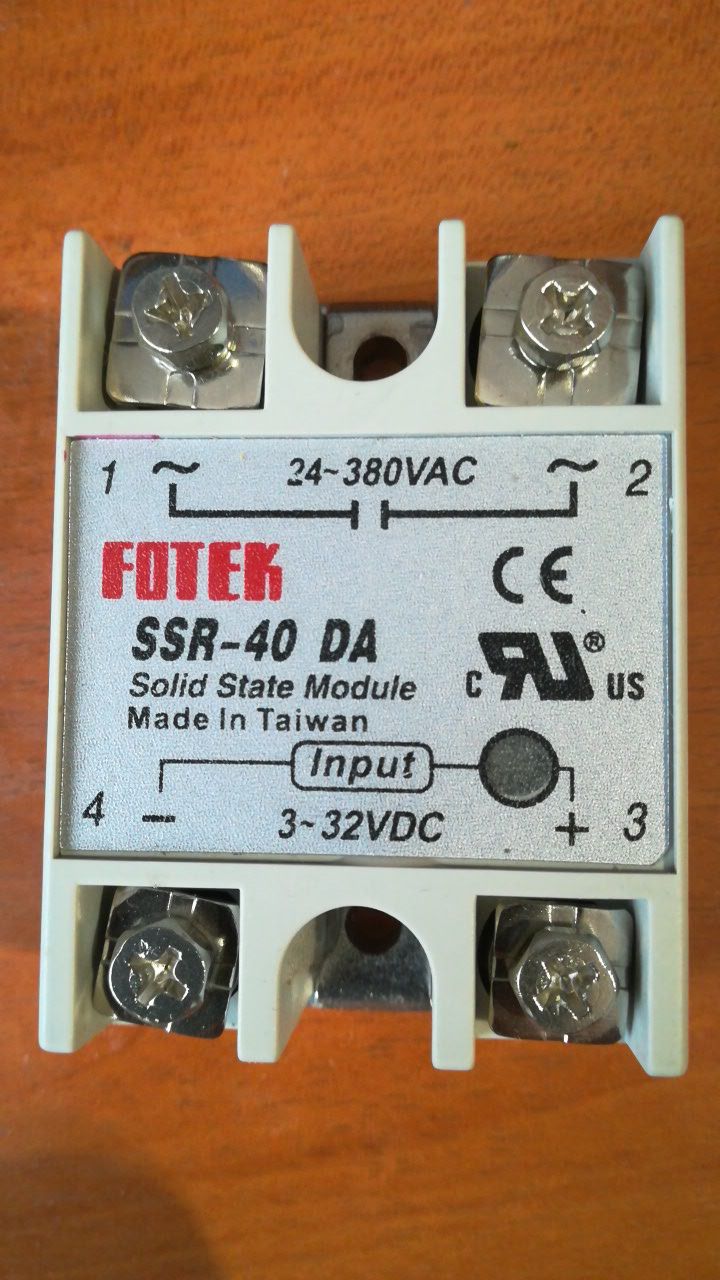 1 ~ 24~380VAC ~ 2
FOTEK
CE
SSR-40 DA
Solid State Module
Made In Taiwan
C RU® US
Input
4 − 3~32VDC + 3